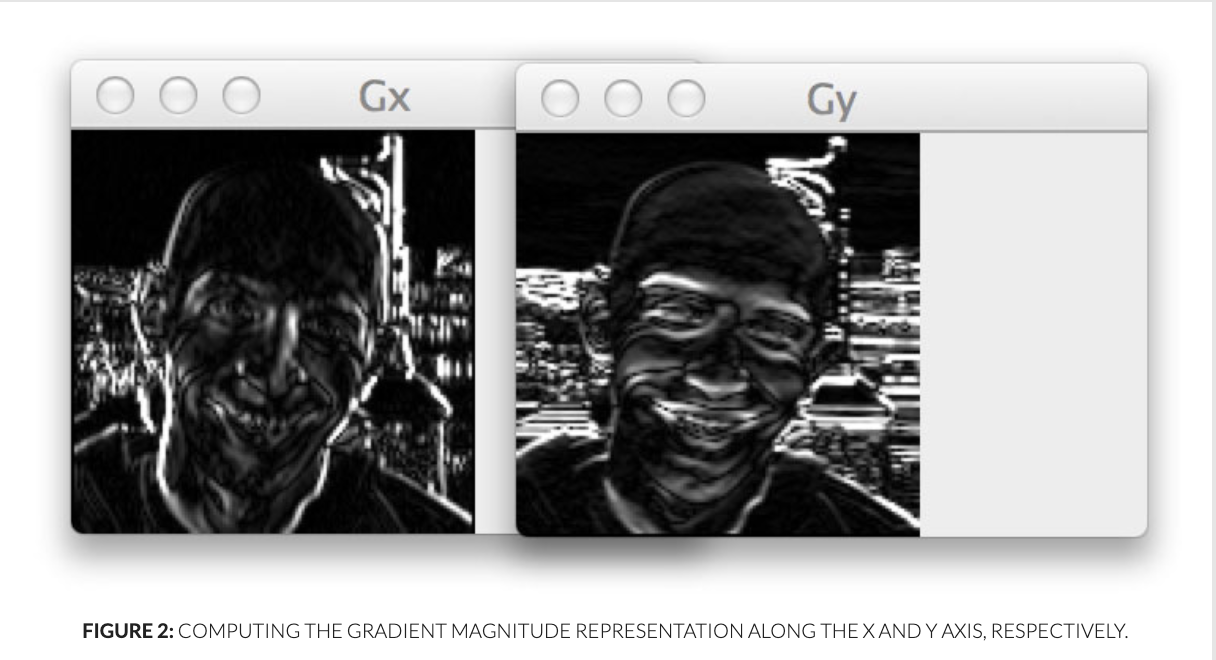 Gx
Gy
FIGURE 2: COMPUTING THE GRADIENT MAGNITUDE REPRESENTATION ALONG THE X AND Y AXIS, RESPECTIVELY.